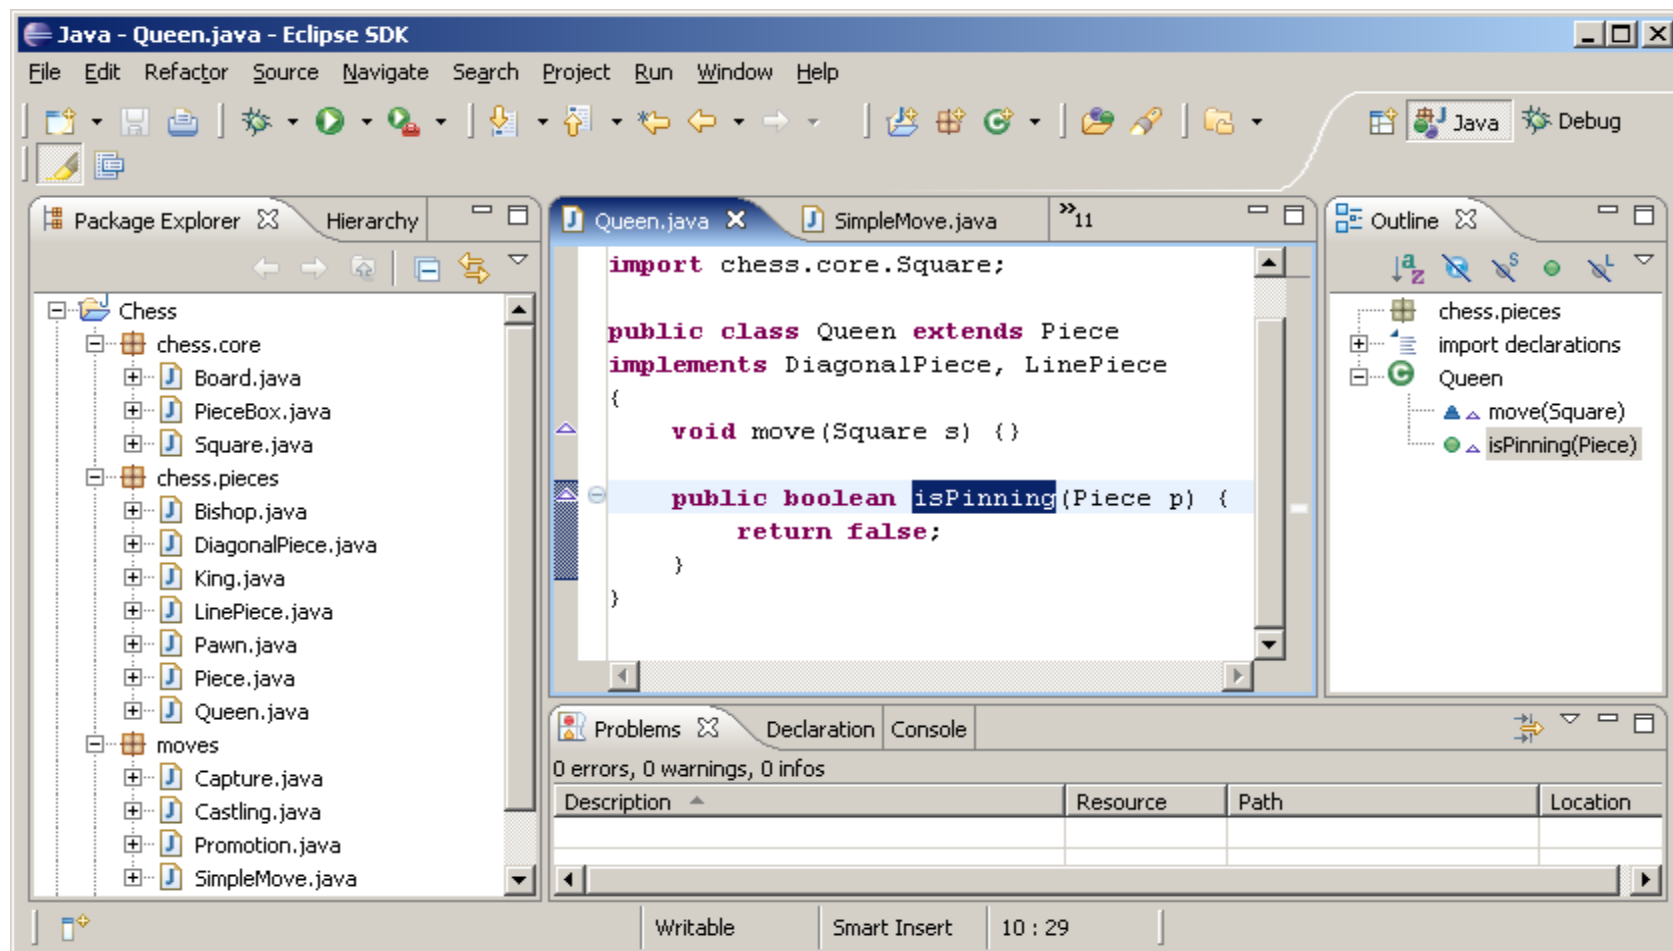 Java - Queen.java - Eclipse SDK
File Edit Refactor Source Navigate Search Project Run Window Help
Java Debug
Package Explorer Hierarchy
Chess
chess.core
Board.java
PieceBox.java
Square.java
chess.pieces
Bishop.java
DiagonalPiece.java
King.java
LinePiece.java
Pawn.java
Piece.java
Queen.java
moves
Capture.java
Castling.java
Promotion.java
SimpleMove.java
Queen.java SimpleMove.java »11
import chess.core.Square;
public class Queen extends Piece
implements DiagonalPiece, LinePiece
{
void move(Square s) {}
public boolean isPinning(Piece p) {
return false;
}
}
Outline
chess.pieces
import declarations
Queen
move(Square)
isPinning(Piece)
Problems Declaration Console
0 errors, 0 warnings, 0 infos
Description Resource Path Location
Writable Smart Insert 10 : 29